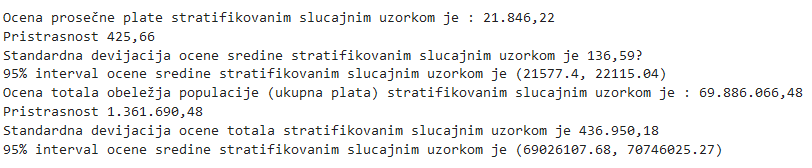 Ocena prosečne plate stratifikovanim slucajnim uzorkom je : 21.846,22
Pristrasnost 425,66
Standardna devijacija ocene sredine stratifikovanim slucajnim uzorkom je 136,59?
95% interval ocene sredine stratifikovanim slucajnim uzorkom je (21577.4, 22115.04)
Ocena totala obeležja populacije (ukupna plata) stratifikovanim slucajnim uzorkom je : 69.886.066,48
Pristrasnost 1.361.690,48
Standardna devijacija ocene totala stratifikovanim slucajnim uzorkom je 436.950,18
95% interval ocene sredine stratifikovanim slucajnim uzorkom je (69026107.68, 70746025.27)